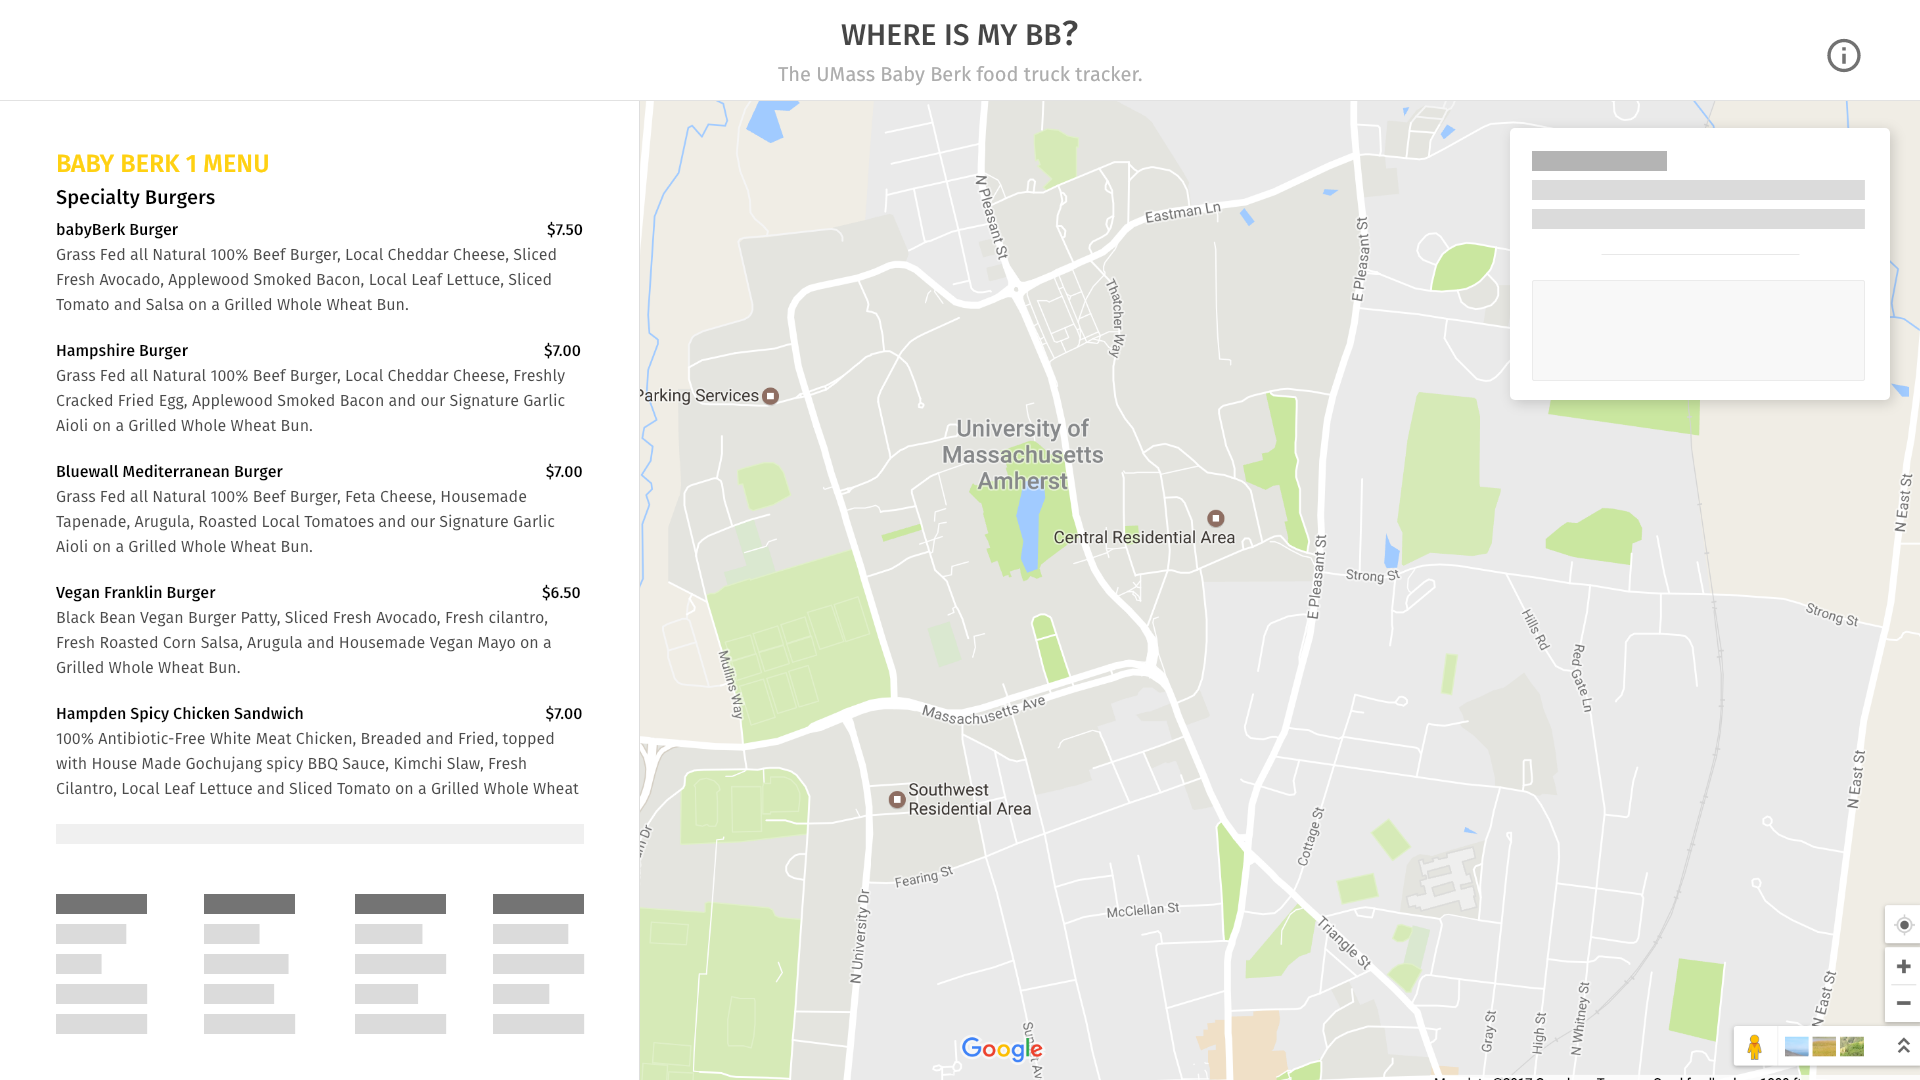 WHERE IS MY BB?
The UMass Baby Berk food truck tracker.
BABY BERK 1 MENU
Specialty Burgers
babyBerk Burger $7.50
Grass Fed all Natural 100% Beef Burger, Local Cheddar Cheese, Sliced
Fresh Avocado, Applewood Smoked Bacon, Local Leaf Lettuce, Sliced
Tomato and Salsa on a Grilled Whole Wheat Bun.
Hampshire Burger $7.00
Grass Fed all Natural 100% Beef Burger, Local Cheddar Cheese, Freshly
Cracked Fried Egg, Applewood Smoked Bacon and our Signature Garlic
Aioli on a Grilled Whole Wheat Bun.
Bluewall Mediterranean Burger $7.00
Grass Fed all Natural 100% Beef Burger, Feta Cheese, Housemade
Tapenade, Arugula, Roasted Local Tomatoes and our Signature Garlic
Aioli on a Grilled Whole Wheat Bun.
Vegan Franklin Burger $6.50
Black Bean Vegan Burger Patty, Sliced Fresh Avocado, Fresh cilantro,
Fresh Roasted Corn Salsa, Arugula and Housemade Vegan Mayo on a
Grilled Whole Wheat Bun.
Hampden Spicy Chicken Sandwich $7.00
100% Antibiotic-Free White Meat Chicken, Breaded and Fried, topped
with House Made Gochujang spicy BBQ Sauce, Kimchi Slaw, Fresh
Cilantro, Local Leaf Lettuce and Sliced Tomato on a Grilled Whole Wheat
N Pleasant St
Eastman Ln
E Pleasant St
Thatcher Way
Parking Services
University of
Massachusetts
Amherst
Central Residential Area
N East St
E Pleasant St
Strong St
Strong St
Hills Rd
Red Gate Ln
Mullins Way
Massachusetts Ave
N East St
Southwest
Residential Area
Cottage St
Fearing St
McClellan St
N University Dr
Triangle St
N East St
Gray St
High St
N Whitney St
Google